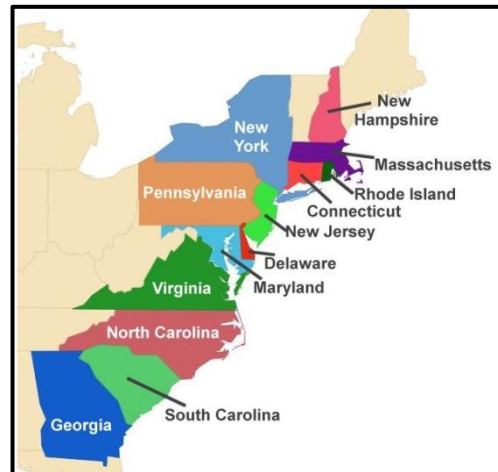 New
Hampshire
New
York
Massachusetts
Pennsylvania
Rhode Island
Connecticut
New Jersey
Delaware
Maryland
Virginia
North Carolina
South Carolina
Georgia